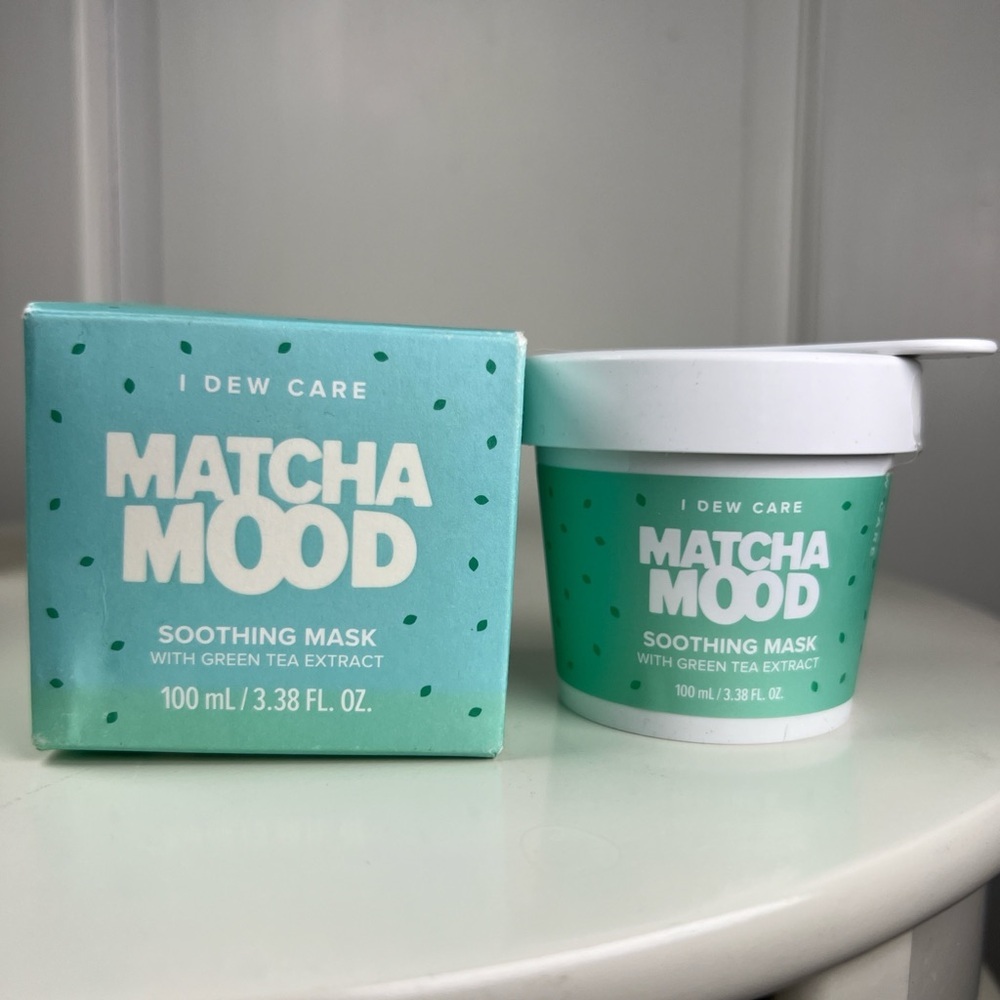 I DEW CARE
MATCHA
MOOD
SOOTHING MASK
WITH GREEN TEA EXTRACT
100 mL / 3.38 FL. OZ.
I DEW CARE
MATCHA
MOOD
SOOTHING MASK
WITH GREEN TEA EXTRACT
100 mL / 3.38 FL. OZ.
CARE